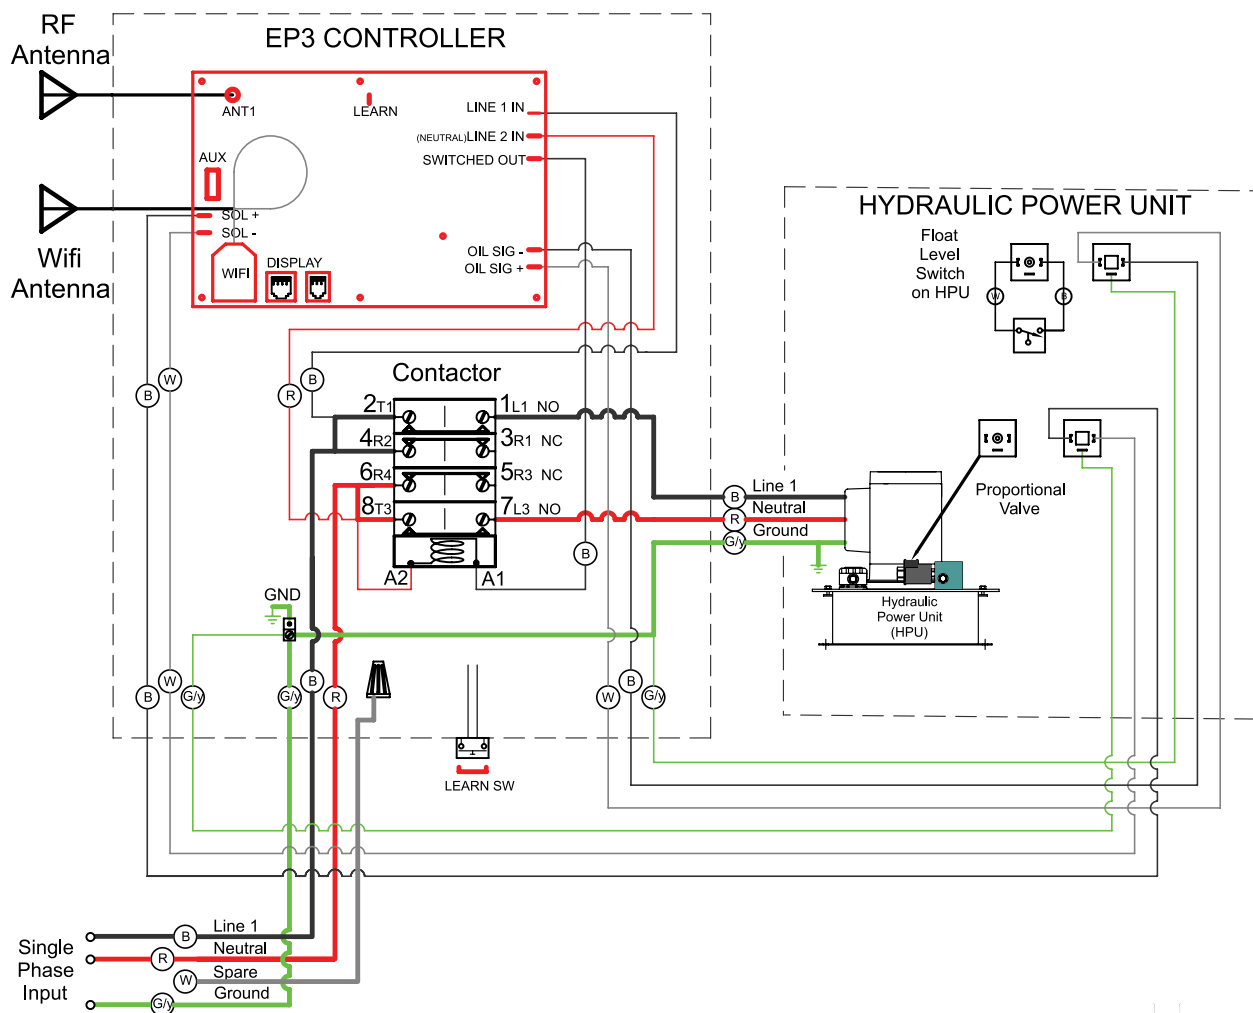 RF
Antenna
EP3 CONTROLLER
ANT1
LEARN
LINE 1 IN
(NEUTRAL)LINE 2 IN
SWITCHED OUT
AUX
SOL +
SOL -
WIFI
DISPLAY
OIL SIG -
OIL SIG +
Wifi
Antenna
HYDRAULIC POWER UNIT
Float
Level
Switch
on HPU
W
B
B
W
R
B
Contactor
2T1
1L1 NO
4R2
3R1 NC
6R4
5R3 NC
8T3
7L3 NO
A2
A1
B
B
Line 1
R
Neutral
G/y
Ground
Proportional
Valve
Hydraulic
Power Unit
(HPU)
GND
B
W
G/y
G/y
B
R
W
B
G/y
LEARN SW
Single
Phase
Input
B
Line 1
R
Neutral
W
Spare
G/y
Ground